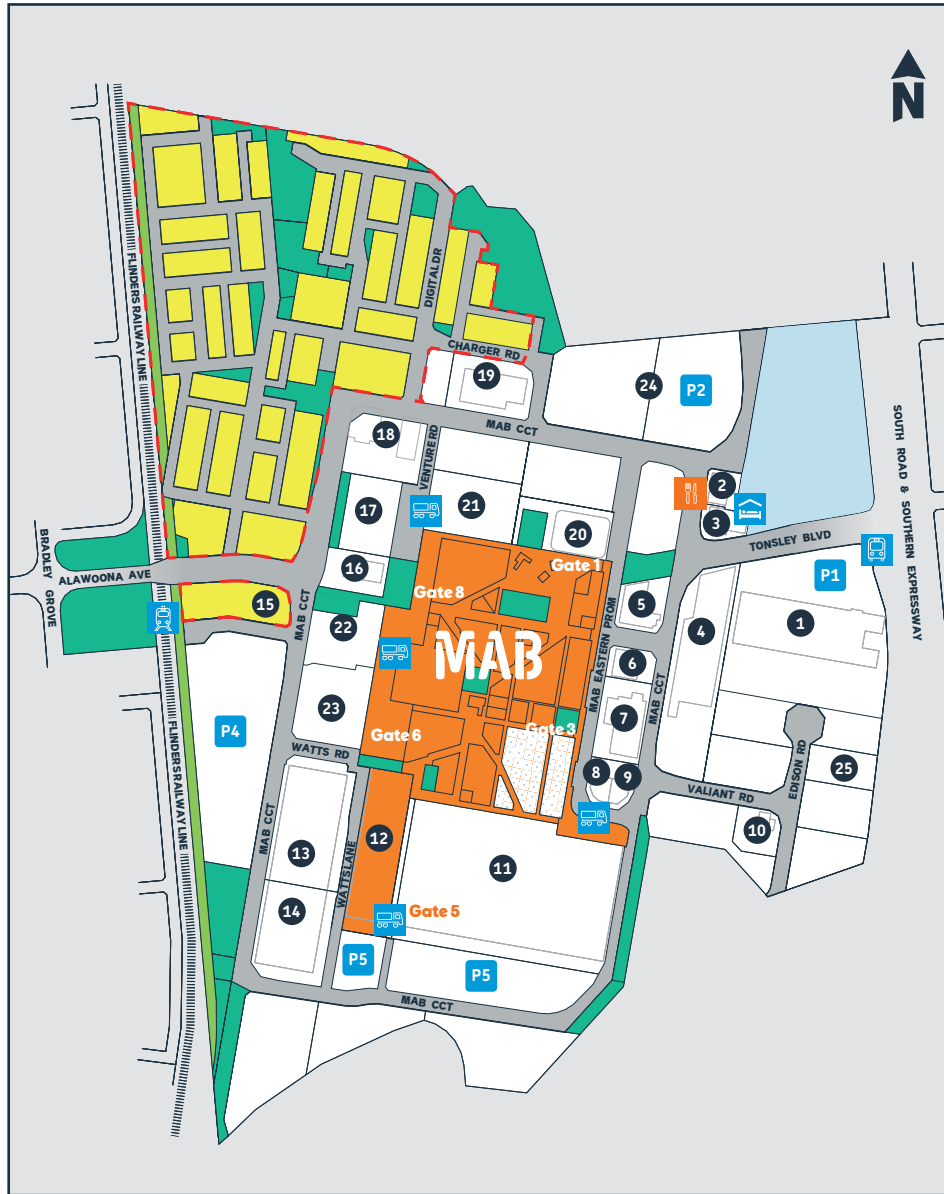 N
FLINDERS RAILWAY LINE
DIGITAL DR
CHARGER RD
19
24
P2
MAB CCT
18
VENTURE RD
SOUTH ROAD & SOUTHERN EXPRESSWAY
2
3
21
17
20
TONSLEY BLVD
BRADLEY GROVE
ALAWOONA AVE
16
Gate 1
P1
Gate 8
15
MAB CCT
22
5
4
1
MAB
MAB EASTERN PROM
6
MAB CCT
23
7
P4
Gate 3
Gate 6
WATTS RD
EDISON RD
25
8
9
VALIANT RD
FLINDERS RAILWAY LINE
MAB CCT
12
10
13
WATTS LANE
11
14
Gate 5
P5
P5
MAB CCT